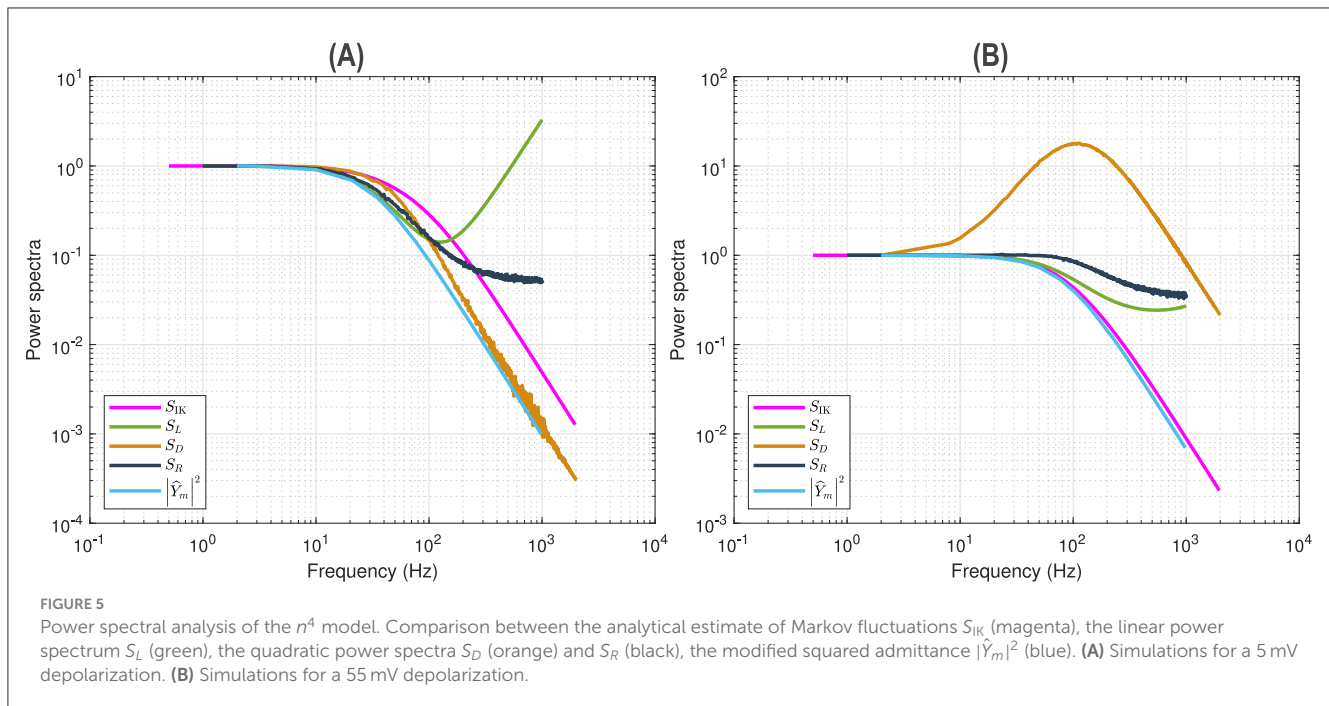 (A)
10^1
10^0
10^-1
10^-2
10^-3
10^-4
Power spectra
10^-1 10^0 10^1 10^2 10^3 10^4
Frequency (Hz)
S_IK
S_L
S_D
S_R
|Ŷ_m|^2
(B)
10^2
10^1
10^0
10^-1
10^-2
10^-3
Power spectra
10^-1 10^0 10^1 10^2 10^3 10^4
Frequency (Hz)
S_IK
S_L
S_D
S_R
|Ŷ_m|^2
FIGURE 5
Power spectral analysis of the n^4 model. Comparison between the analytical estimate of Markov fluctuations S_IK (magenta), the linear power
spectrum S_L (green), the quadratic power spectra S_D (orange) and S_R (black), the modified squared admittance |Ŷ_m|^2 (blue). (A) Simulations for a 5 mV
depolarization. (B) Simulations for a 55 mV depolarization.